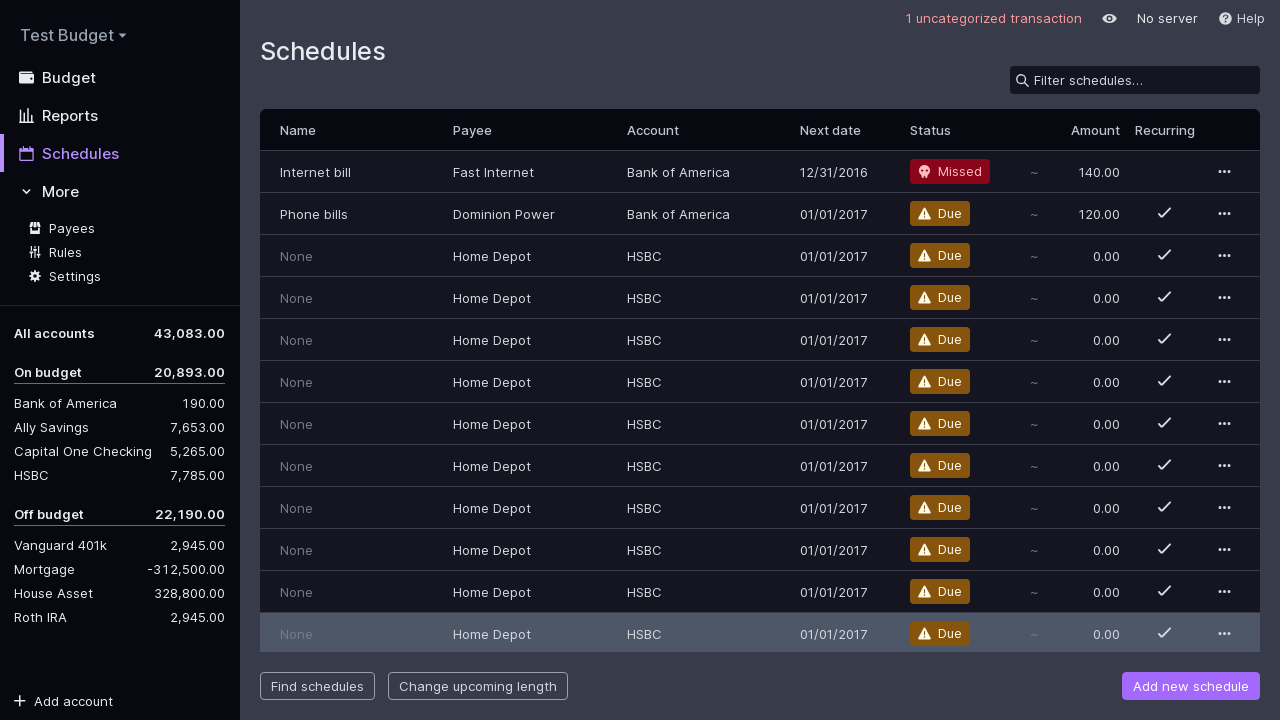 Test Budget
Budget
Reports
Schedules
More
Payees
Rules
Settings
All accounts 43,083.00
On budget 20,893.00
Bank of America 190.00
Ally Savings 7,653.00
Capital One Checking 5,265.00
HSBC 7,785.00
Off budget 22,190.00
Vanguard 401k 2,945.00
Mortgage -312,500.00
House Asset 328,800.00
Roth IRA 2,945.00
Add account
1 uncategorized transaction No server Help
Schedules
Filter schedules…
Name Payee Account Next date Status Amount Recurring
Internet bill Fast Internet Bank of America 12/31/2016 Missed ~ 140.00
Phone bills Dominion Power Bank of America 01/01/2017 Due ~ 120.00
None Home Depot HSBC 01/01/2017 Due ~ 0.00
None Home Depot HSBC 01/01/2017 Due ~ 0.00
None Home Depot HSBC 01/01/2017 Due ~ 0.00
None Home Depot HSBC 01/01/2017 Due ~ 0.00
None Home Depot HSBC 01/01/2017 Due ~ 0.00
None Home Depot HSBC 01/01/2017 Due ~ 0.00
None Home Depot HSBC 01/01/2017 Due ~ 0.00
None Home Depot HSBC 01/01/2017 Due ~ 0.00
None Home Depot HSBC 01/01/2017 Due ~ 0.00
None Home Depot HSBC 01/01/2017 Due ~ 0.00
Find schedules Change upcoming length Add new schedule